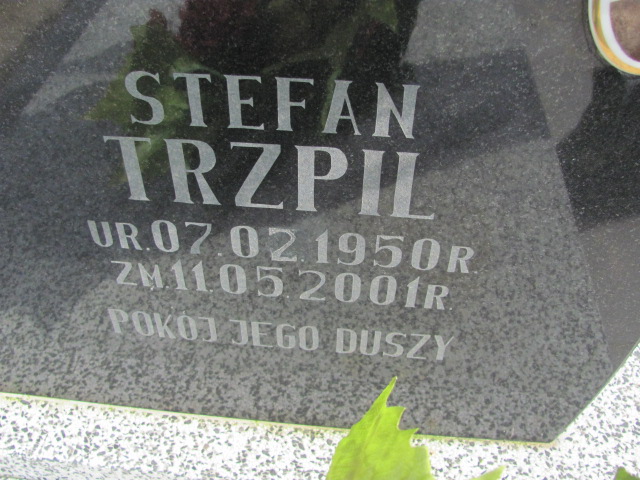 STEFAN
TRZPIL
UR.07.02.1950R.
ZM.11.05.2001R.
POKÓJ JEGO DUSZY